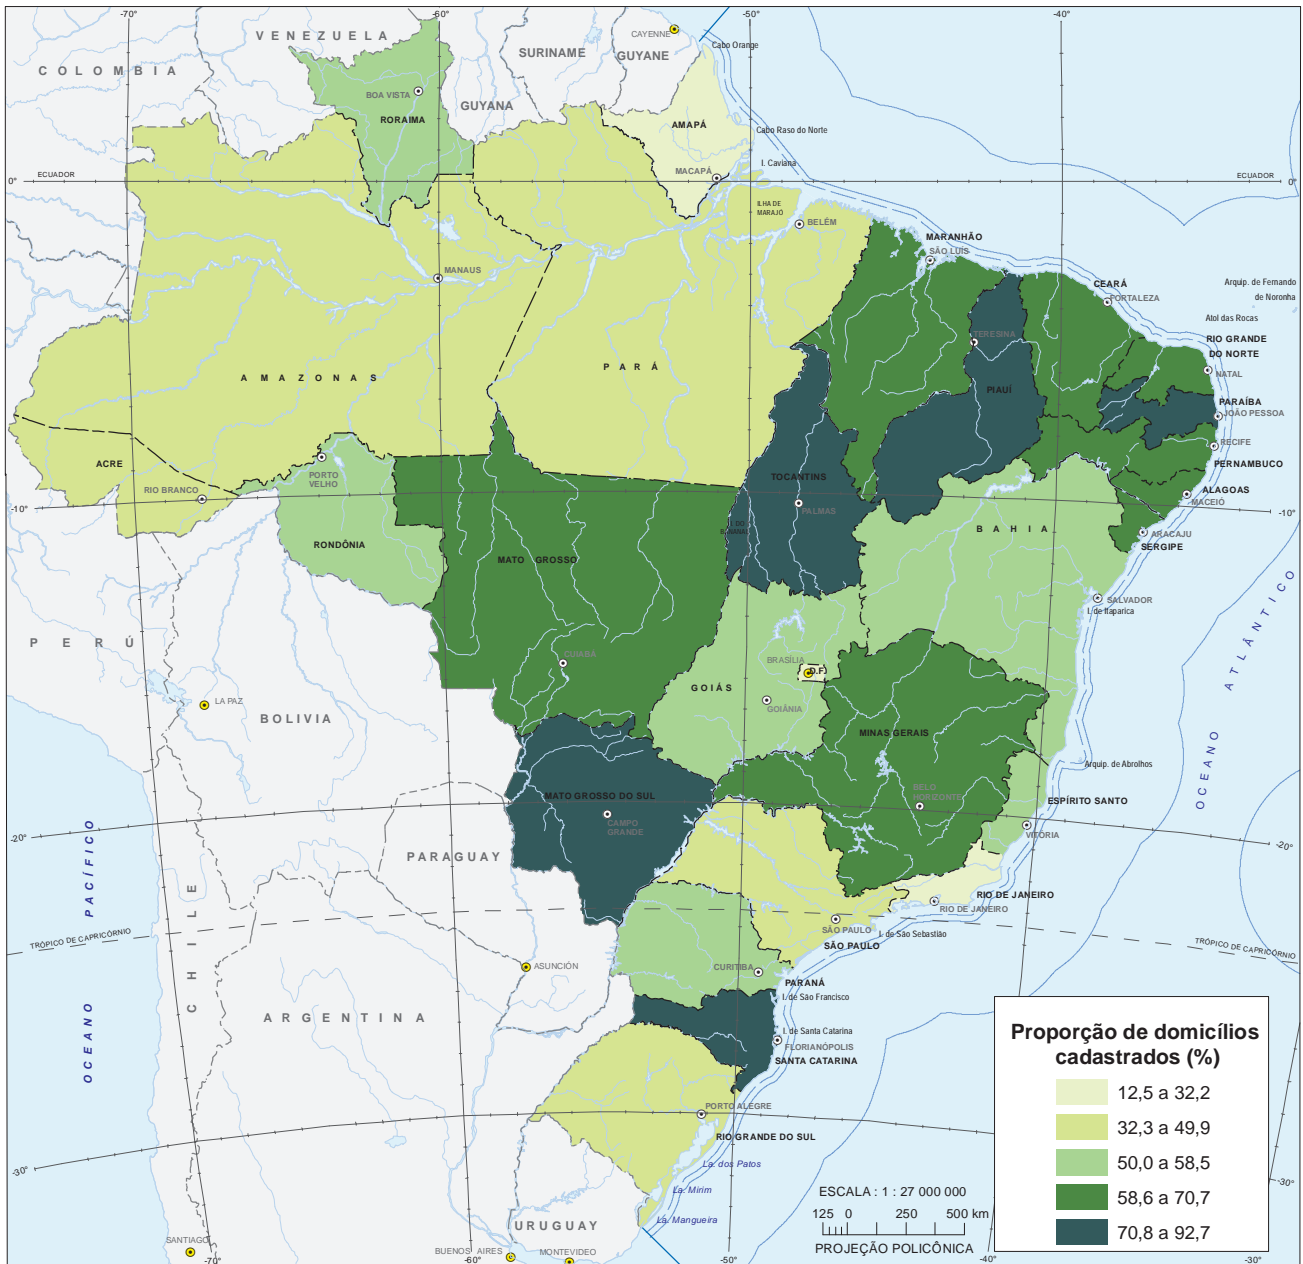 -70°
-60°
-50°
-40°
VENEZUELA
COLOMBIA
SURINAME
GUYANE
CAYENNE
Cabo Orange
GUYANA
BOA VISTA
RORAIMA
AMAPÁ
Cabo Raso do Norte
MACAPÁ
I. Caviana
0°
ECUADOR
ECUADOR
0°
ILHA DE
MARAJÓ
BELÉM
MANAUS
MARANHÃO
SÃO LUÍS
CEARÁ
FORTALEZA
Arquip. de Fernando
de Noronha
Atol das Rocas
RIO GRANDE
DO NORTE
NATAL
TERESINA
PIAUÍ
AMAZONAS
PARÁ
PARAÍBA
JOÃO PESSOA
RECIFE
PERNAMBUCO
ALAGOAS
MACEIÓ
ACRE
RIO BRANCO
PORTO
VELHO
TOCANTINS
PALMAS
I. DO
BANANAL
-10°
-10°
BAHIA
ARACAJU
SERGIPE
RONDÔNIA
MATO GROSSO
SALVADOR
I. de Itaparica
PERÚ
CUIABÁ
BRASÍLIA
D.F.
GOIÁS
GOIÂNIA
LA PAZ
BOLIVIA
MINAS GERAIS
BELO
HORIZONTE
Arquip. de Abrolhos
ESPÍRITO SANTO
VITÓRIA
MATO GROSSO DO SUL
CAMPO
GRANDE
-20°
-20°
OCEANO ATLÂNTICO
OCEANO PACÍFICO
CHILE
PARAGUAY
RIO DE JANEIRO
RIO DE JANEIRO
SÃO PAULO
I. de São Sebastião
SÃO PAULO
TRÓPICO DE CAPRICÓRNIO
TRÓPICO DE CAPRICÓRNIO
ASUNCIÓN
CURITIBA
PARANÁ
I. de São Francisco
ARGENTINA
I. de Santa Catarina
FLORIANÓPOLIS
SANTA CATARINA
PORTO ALEGRE
RIO GRANDE DO SUL
La. dos Patos
La. Mirim
La. Mangueira
-30°
-30°
URUGUAY
SANTIAGO
BUENOS AIRES
MONTEVIDEO
-70°
-60°
-50°
-40°
-30°
ESCALA : 1 : 27 000 000
125 0 250 500 km
PROJEÇÃO POLICÔNICA
Proporção de domicílios
cadastrados (%)
12,5 a 32,2
32,3 a 49,9
50,0 a 58,5
58,6 a 70,7
70,8 a 92,7